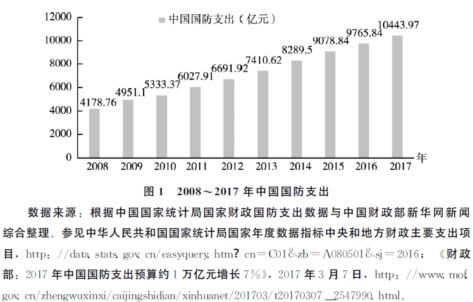 中国国防支出(亿元)
12000
10000
8000
6000
4000
2000
0
4178.76
4951.1
5333.37
6027.91
6691.92
7410.62
8289.5
9078.84
9765.84
10443.97
2008 2009 2010 2011 2012 2013 2014 2015 2016 2017 年
图 1 2008～2017 年中国国防支出
数据来源：根据中国国家统计局国家财政国防支出数据与中国财政部新华网新闻
综合整理。参见中华人民共和国国家统计局国家年度数据指标中央和地方财政主要支出项
目，http: //data. stats. gov. cn/easyquery. htm? cn=C01&zb=A080501&sj=2016；《财政
部：2017 年中国国防支出预算约 1 万亿元增长 7%》，2017 年 3 月 7 日，http: //www. mof.
gov. cn/zhengwuxinxi/caijingshidian/xinhuanet/201703/t20170307_2547990. html。